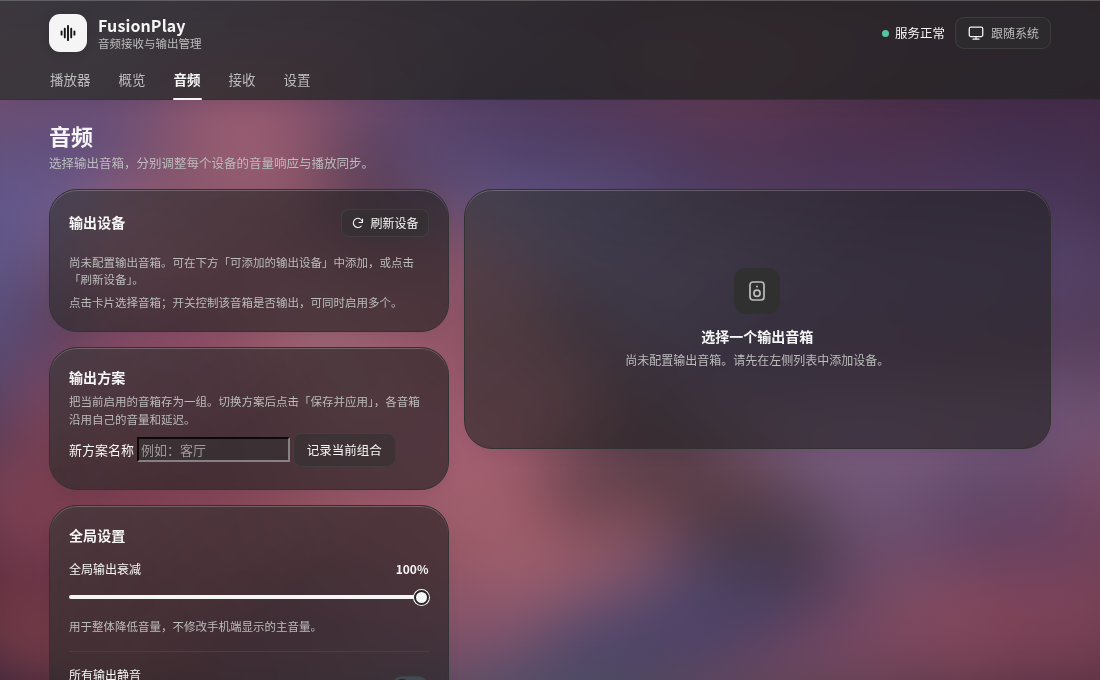 FusionPlay
音频接收与输出管理
服务正常
跟随系统
播放器 概览 音频 接收 设置
音频
选择输出音箱，分别调整每个设备的音量响应与播放同步。
输出设备
刷新设备
尚未配置输出音箱。可在下方「可添加的输出设备」中添加，或点击
「刷新设备」。
点击卡片选择音箱；开关控制该音箱是否输出，可同时启用多个。
选择一个输出音箱
尚未配置输出音箱。请先在左侧列表中添加设备。
输出方案
把当前启用的音箱存为一组。切换方案后点击「保存并应用」，各音箱
沿用自己的音量和延迟。
新方案名称 例如：客厅 记录当前组合
全局设置
全局输出衰减 100%
用于整体降低音量，不修改手机端显示的主音量。
所有输出静音